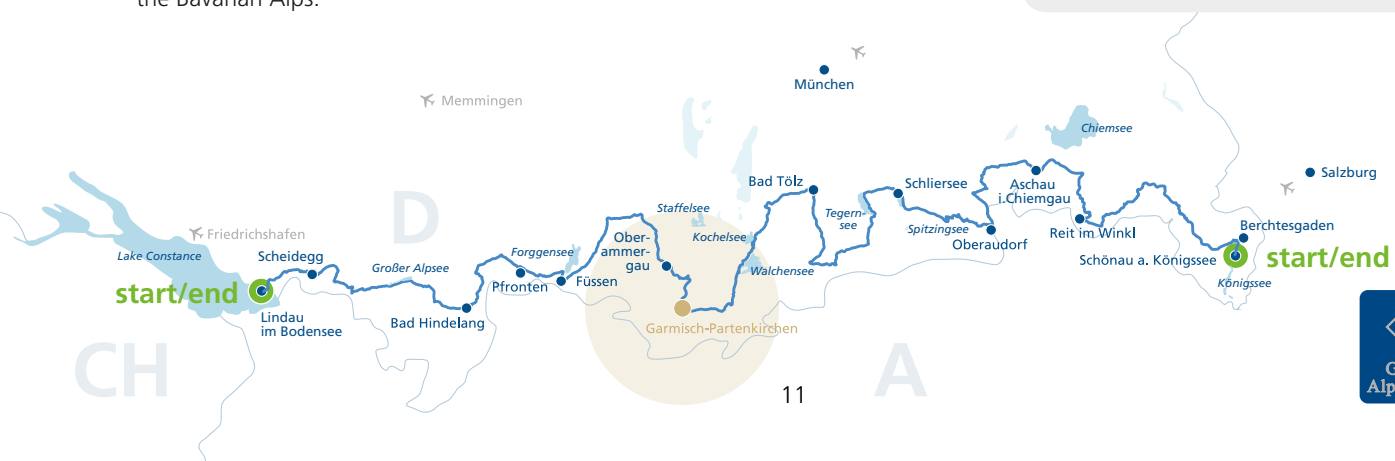 the Bavarian Alps.
München
Memmingen
Chiemsee
Salzburg
D
Bad Tölz
Schliersee
Aschau
i.Chiemgau
Staffelsee
Tegern-
see
Friedrichshafen
Ober-
ammer-
gau
Kochelsee
Spitzingsee
Oberaudorf
Reit im Winkl
Berchtesgaden
Lake Constance
Scheidegg
Großer Alpsee
Forggensee
Walchensee
Schönau a. Königssee
start/end
Pfronten
Füssen
Königssee
start/end
Lindau
im Bodensee
Bad Hindelang
Garmisch-Partenkirchen
CH
A
11
G
Alp